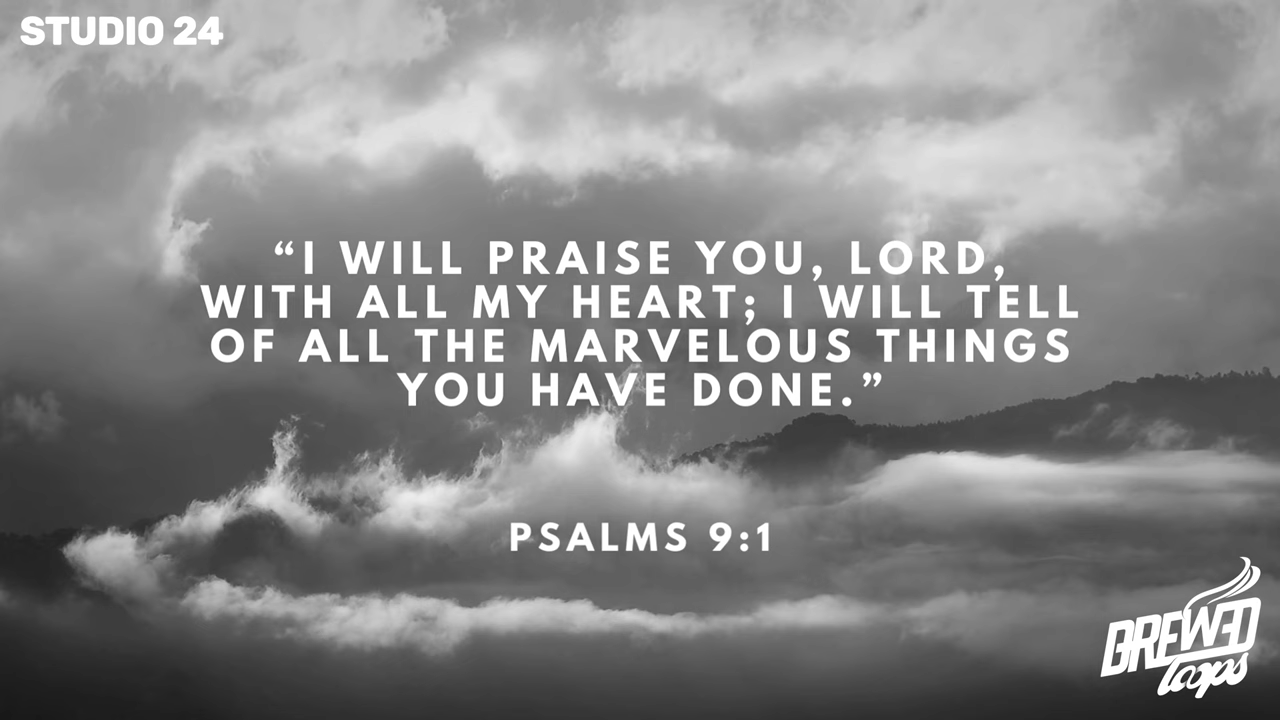 STUDIO 24
“I WILL PRAISE YOU, LORD,
WITH ALL MY HEART; I WILL TELL
OF ALL THE MARVELOUS THINGS
YOU HAVE DONE.”
PSALMS 9:1
BREWED
loops